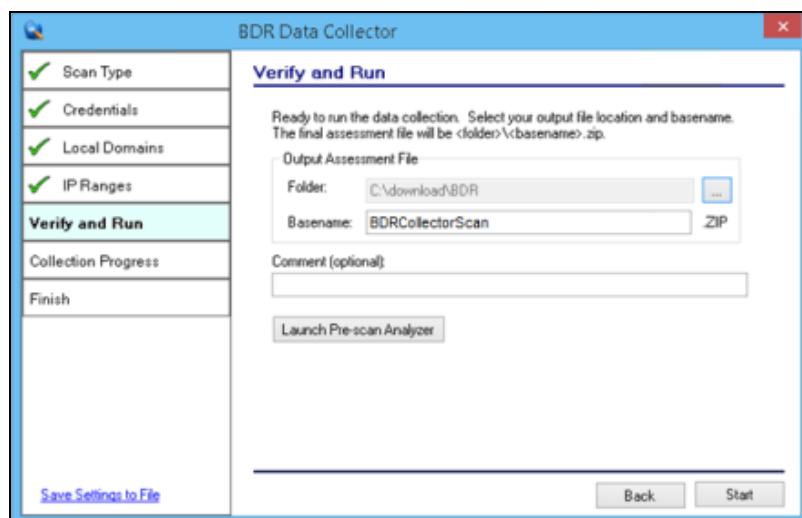 BDR Data Collector
Scan Type
Credentials
Local Domains
IP Ranges
Verify and Run
Collection Progress
Finish
Save Settings to File
Verify and Run
Ready to run the data collection. Select your output file location and basename.
The final assessment file will be <folder>\<basename>.zip.
Output Assessment File
Folder: C:\download\BDR ...
Basename: BDRCollectorScan .ZIP
Comment (optional):
Launch Pre-scan Analyzer
Back Start